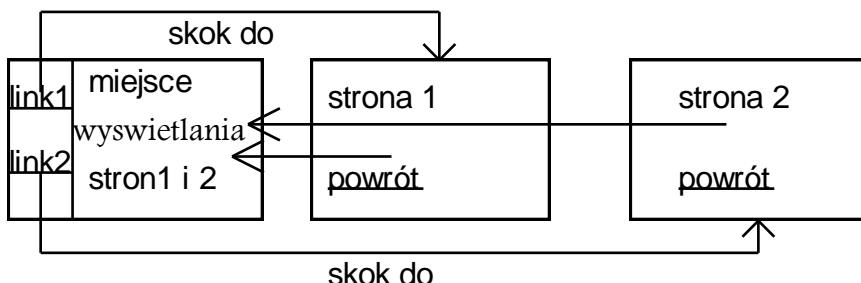 skok do
link1
link2
miejsce
wyswietlania
stron1 i 2
strona 1
powrót
strona 2
powrót
skok do